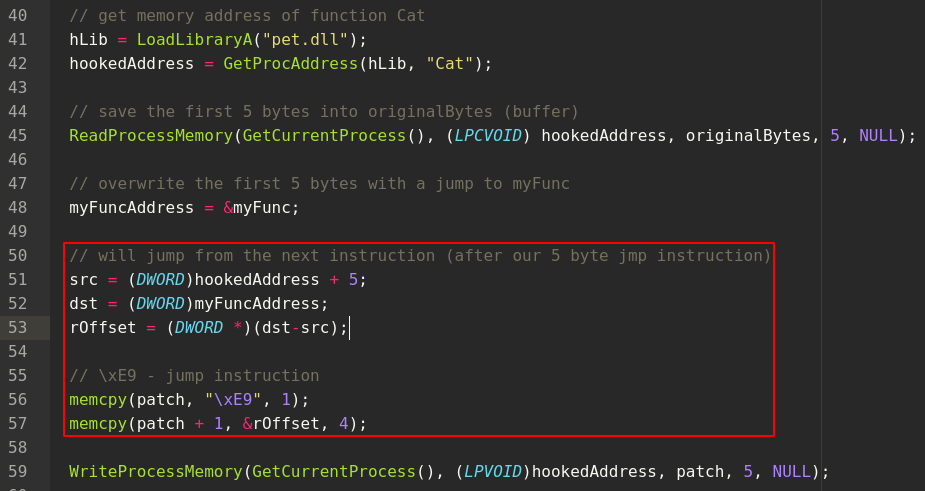 40 // get memory address of function Cat
41 hLib = LoadLibraryA("pet.dll");
42 hookedAddress = GetProcAddress(hLib, "Cat");
43
44 // save the first 5 bytes into originalBytes (buffer)
45 ReadProcessMemory(GetCurrentProcess(), (LPCVOID) hookedAddress, originalBytes, 5, NULL);
46
47 // overwrite the first 5 bytes with a jump to myFunc
48 myFuncAddress = &myFunc;
49
50 // will jump from the next instruction (after our 5 byte jmp instruction)
51 src = (DWORD)hookedAddress + 5;
52 dst = (DWORD)myFuncAddress;
53 rOffset = (DWORD *)(dst-src);
54
55 // \xE9 - jump instruction
56 memcpy(patch, "\xE9", 1);
57 memcpy(patch + 1, &rOffset, 4);
58
59 WriteProcessMemory(GetCurrentProcess(), (LPVOID)hookedAddress, patch, 5, NULL);